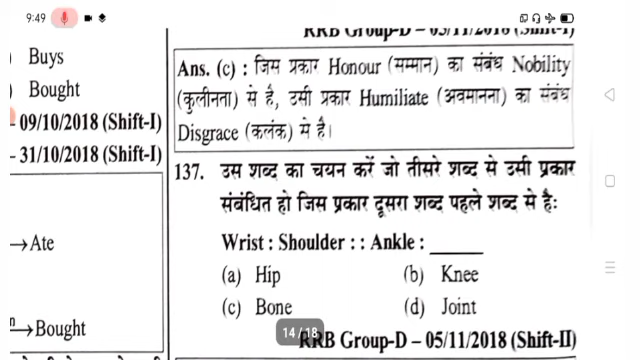 9:49
Buys
Bought
- 09/10/2018 (Shift-I)
- 31/10/2018 (Shift-I)
→Ate
→Bought
RRB Group-D – 05/11/2018 (Shift-I)
Ans. (c) : जिस प्रकार Honour (सम्मान) का संबंध Nobility
(कुलीनता) से है, उसी प्रकार Humiliate (अवमानना) का संबंध
Disgrace (कलंक) से है।
137. उस शब्द का चयन करें जो तीसरे शब्द से उसी प्रकार
संबंधित हो जिस प्रकार दूसरा शब्द पहले शब्द से है:
Wrist : Shoulder : : Ankle : _____
(a) Hip (b) Knee
(c) Bone (d) Joint
14 / 18
RRB Group-D – 05/11/2018 (Shift-II)